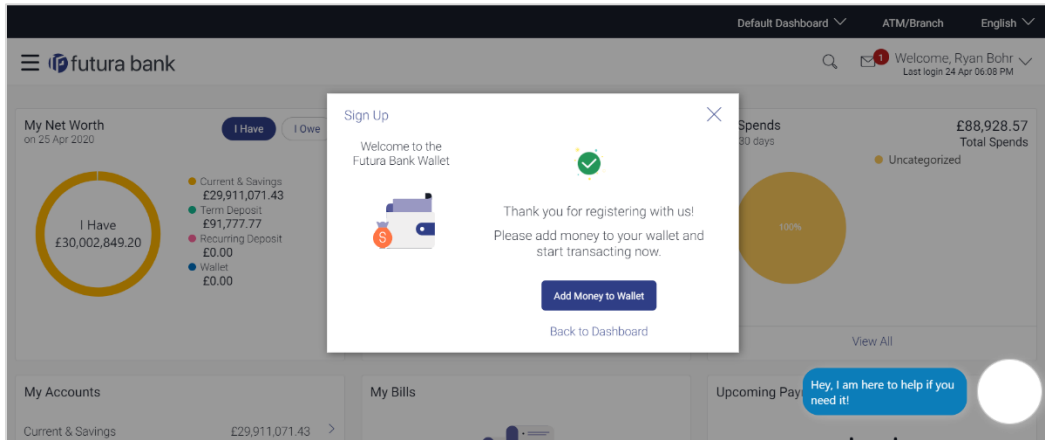 Default Dashboard
ATM/Branch
English
futura bank
1
Welcome, Ryan Bohr
Last login 24 Apr 06:08 PM
My Net Worth
on 25 Apr 2020
I Have
I Owe
I Have
£30,002,849.20
Current & Savings
£29,911,071.43
Term Deposit
£91,777.77
Recurring Deposit
£0.00
Wallet
£0.00
Sign Up
Welcome to the
Futura Bank Wallet
S
Thank you for registering with us!
Please add money to your wallet and
start transacting now.
Add Money to Wallet
Back to Dashboard
Spends
30 days
£88,928.57
Total Spends
Uncategorized
100%
View All
My Accounts
Current & Savings
£29,911,071.43
My Bills
Upcoming Pay
Hey, I am here to help if you
need it!